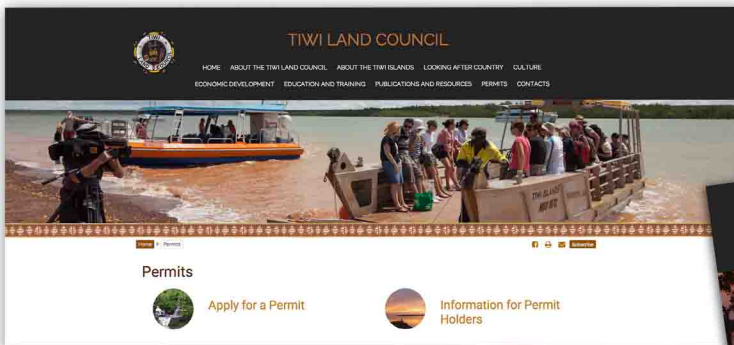 TIWI LAND COUNCIL
HOME ABOUT THE TIWI LAND COUNCIL ABOUT THE TIWI ISLANDS LOOKING AFTER COUNTRY CULTURE
ECONOMIC DEVELOPMENT EDUCATION AND TRAINING PUBLICATIONS AND RESOURCES PERMITS CONTACTS
TIWI ISLANDS
Home Permits
Subscribe
Permits
Apply for a Permit
Information for Permit
Holders